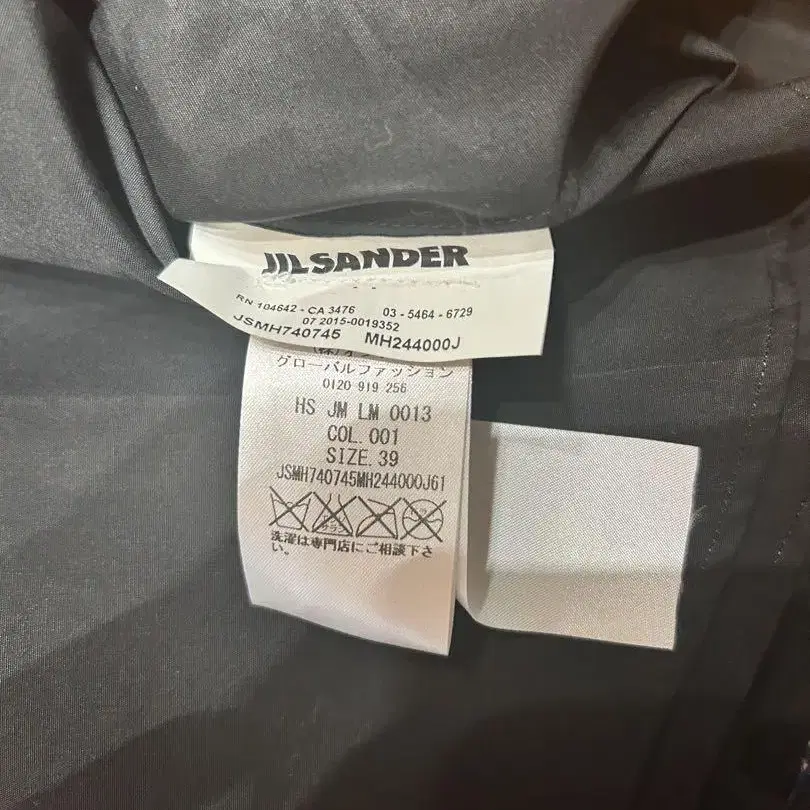 JIL SANDER
RN 104642 - CA 3476 03 - 5464 - 6729
07 2015-0019352
JSMH740745 MH244000J
グローバルファッション
0120 919 256
HS JM LM 0013
COL. 001
SIZE. 39
JSMH740745MH244000J61
洗濯は専門店にご相談下さ
い。